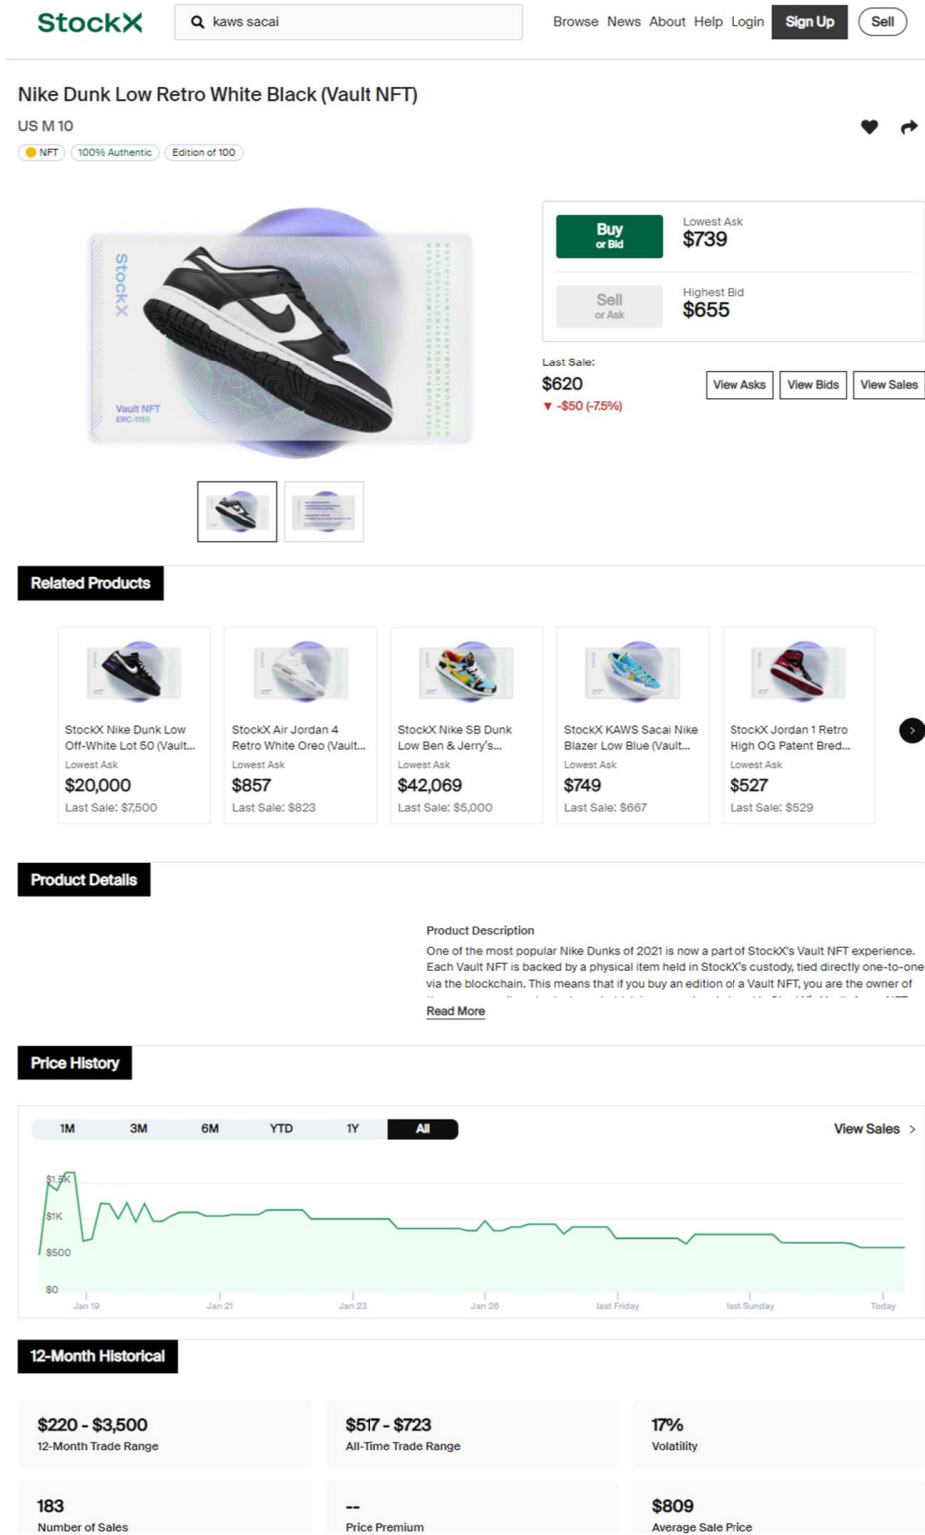 StockX
kaws sacai
Browse News About Help Login Sign Up Sell
Nike Dunk Low Retro White Black (Vault NFT)
US M 10
NFT 100% Authentic Edition of 100
StockX
Vault NFT
ERC-1155
Buy
or Bid
Lowest Ask
$739
Sell
or Ask
Highest Bid
$655
Last Sale:
$620
▼ -$50 (-7.5%)
View Asks View Bids View Sales
Related Products
StockX Nike Dunk Low
Off-White Lot 50 (Vault...
Lowest Ask
$20,000
Last Sale: $7,500
StockX Air Jordan 4
Retro White Oreo (Vault...
Lowest Ask
$857
Last Sale: $823
StockX Nike SB Dunk
Low Ben & Jerry's...
Lowest Ask
$42,069
Last Sale: $5,000
StockX KAWS Sacai Nike
Blazer Low Blue (Vault...
Lowest Ask
$749
Last Sale: $667
StockX Jordan 1 Retro
High OG Patent Bred...
Lowest Ask
$527
Last Sale: $529
Product Details
Product Description
One of the most popular Nike Dunks of 2021 is now a part of StockX's Vault NFT experience.
Each Vault NFT is backed by a physical item held in StockX's custody, tied directly one-to-one
via the blockchain. This means that if you buy an edition of a Vault NFT, you are the owner of
Read More
Price History
1M 3M 6M YTD 1Y All
View Sales >
$1.5K
$1K
$500
$0
Jan 19 Jan 21 Jan 23 Jan 26 last Friday last Sunday Today
12-Month Historical
$220 - $3,500
12-Month Trade Range
$517 - $723
All-Time Trade Range
17%
Volatility
183
Number of Sales
--
Price Premium
$809
Average Sale Price